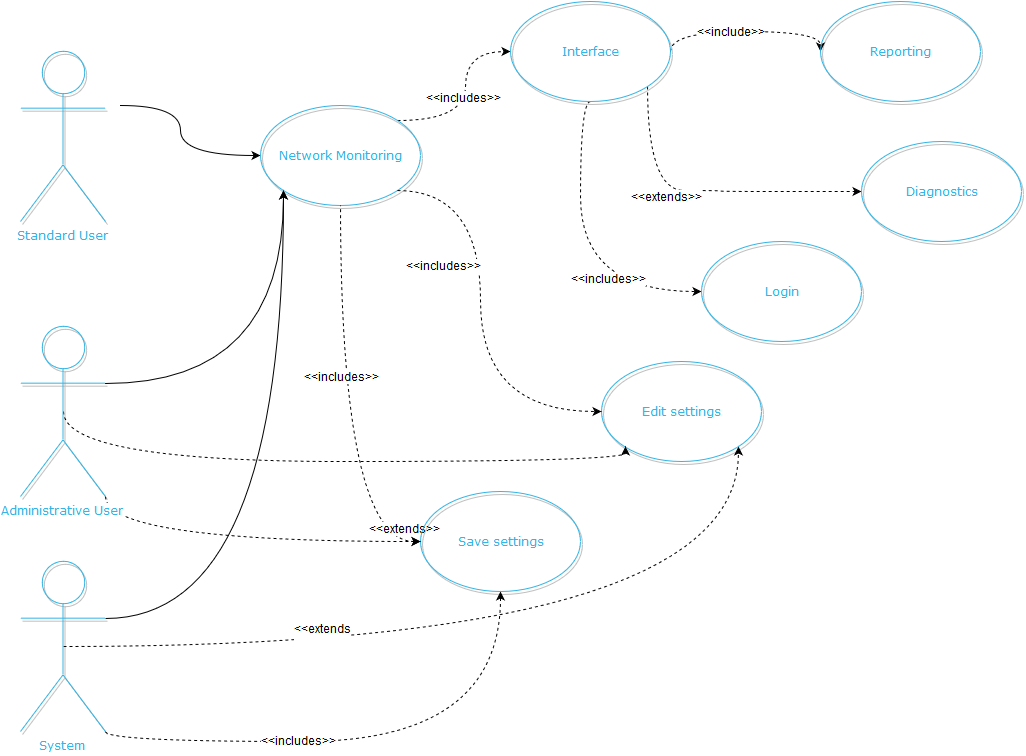 <<include>>
Interface
Reporting
<<includes>>
Network Monitoring
Diagnostics
<<extends>>
Standard User
<<includes>>
<<includes>>
Login
<<includes>>
Edit settings
Administrative User
<<extends>>
Save settings
<<extends
<<includes>>
System